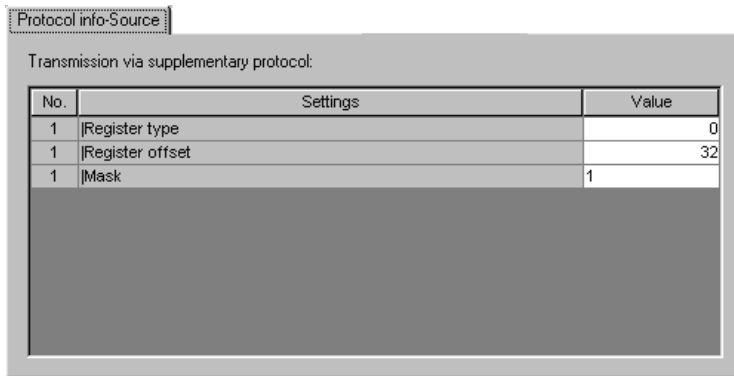 Protocol info-Source
Transmission via supplementary protocol:
No. Settings Value
1 |Register type 0
1 |Register offset 32
1 |Mask 1